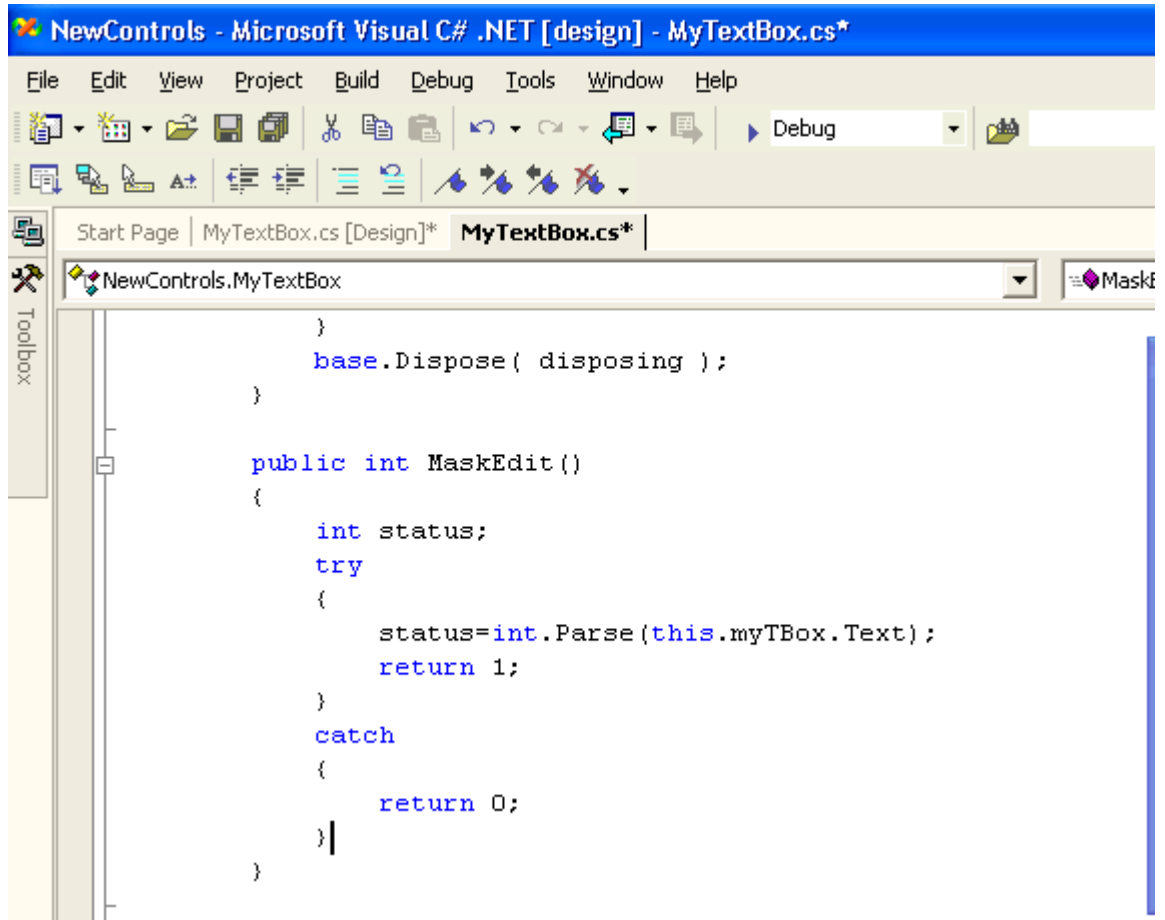 NewControls - Microsoft Visual C# .NET [design] - MyTextBox.cs*
File Edit View Project Build Debug Tools Window Help
Debug
Start Page MyTextBox.cs [Design]* MyTextBox.cs*
NewControls.MyTextBox
Toolbox
}
base.Dispose( disposing );
}
public int MaskEdit()
{
int status;
try
{
status=int.Parse(this.myTBox.Text);
return 1;
}
catch
{
return 0;
}
}